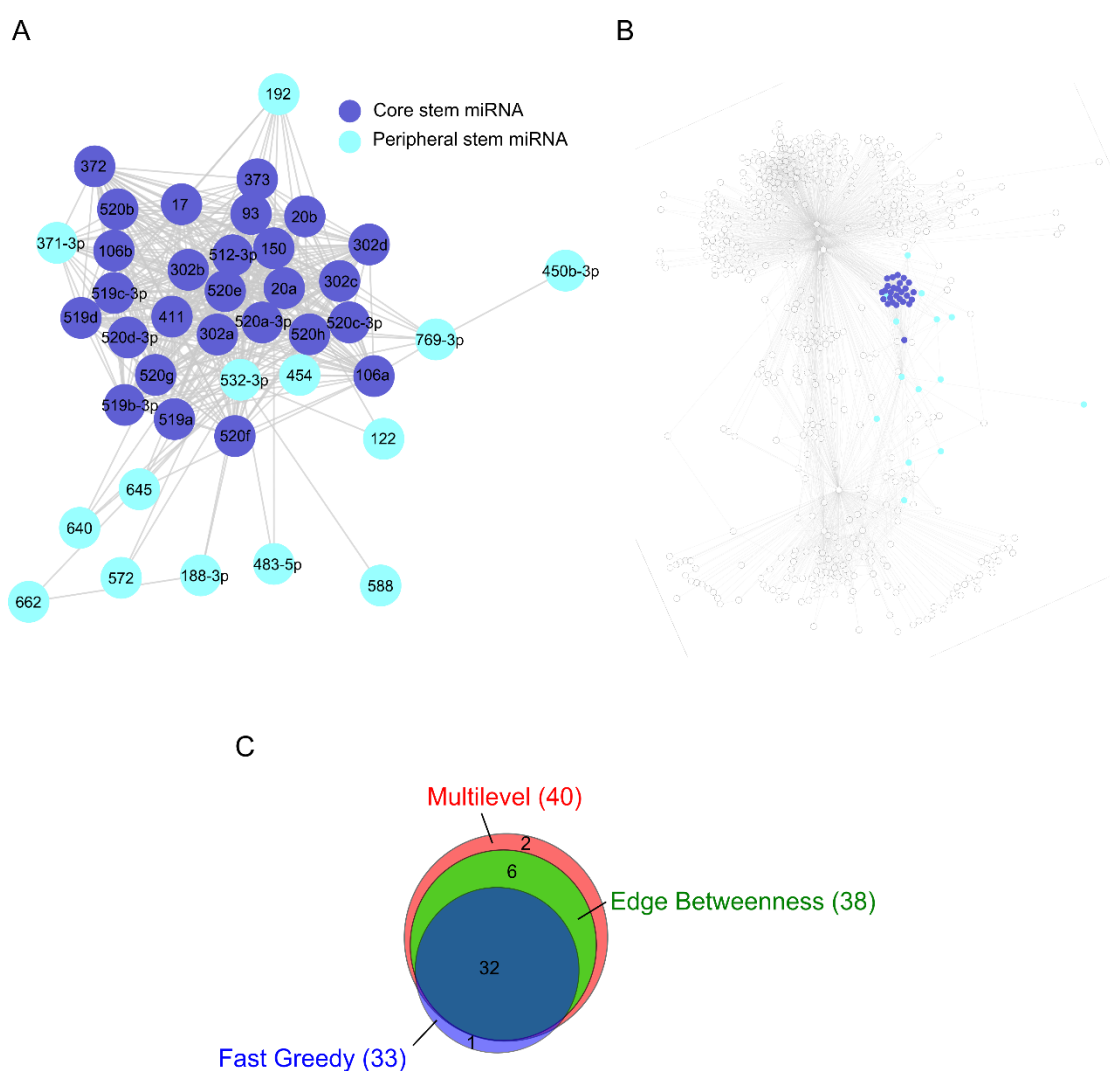 A
B
192
Core stem miRNA
Peripheral stem miRNA
372
373
17
520b
93
20b
371-3p
106b
512-3p
150
302d
302b
450b-3p
519c-3p
520e
20a
302c
519d
411
520a-3p
520c-3p
520d-3p
302a
520h
769-3p
520g
532-3p
454
106a
519b-3p
519a
520f
122
645
640
572
188-3p
483-5p
588
662
C
Multilevel (40)
2
6
Edge Betweenness (38)
32
1
Fast Greedy (33)